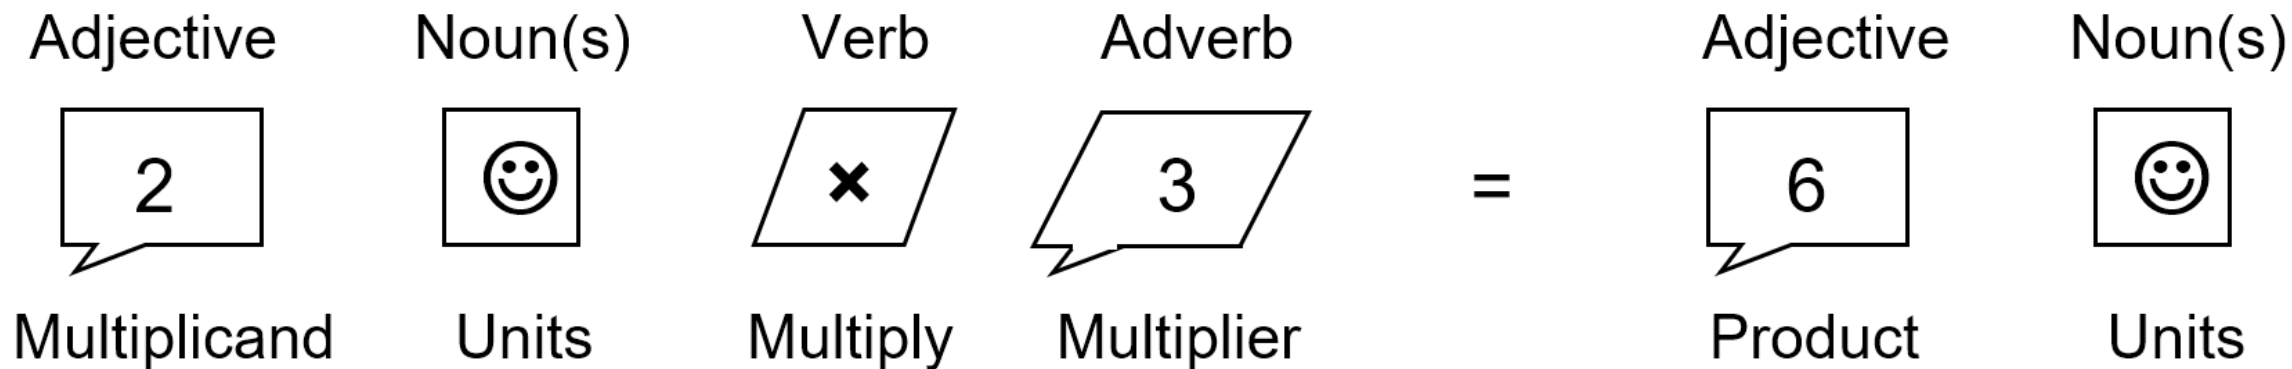 Adjective Noun(s) Verb Adverb Adjective Noun(s)
2 ☺ × 3 = 6 ☺
Multiplicand Units Multiply Multiplier Product Units